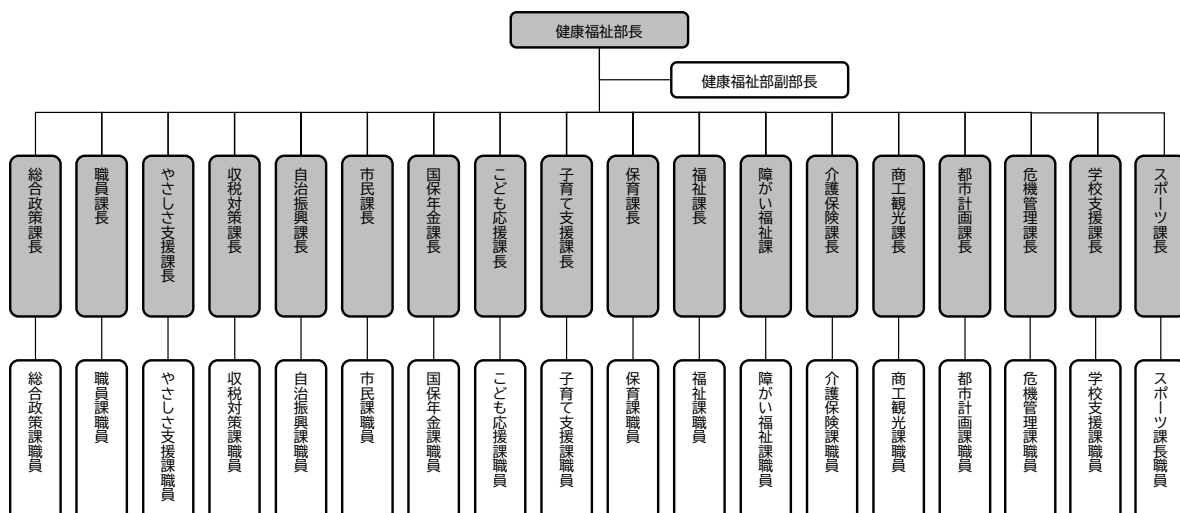 健康福祉部長
健康福祉部副部長
総合政策課長
職員課長
やさしさ支援課長
収税対策課長
自治振興課長
市民課長
国保年金課長
こども応援課長
子育て支援課長
保育課長
福祉課長
障がい福祉課
介護保険課長
商工観光課長
都市計画課長
危機管理課長
学校支援課長
スポーツ課長
総合政策課職員
職員課職員
やさしさ支援課職員
収税対策課職員
自治振興課職員
市民課職員
国保年金課職員
こども応援課職員
子育て支援課職員
保育課職員
福祉課職員
障がい福祉課職員
介護保険課職員
商工観光課職員
都市計画課職員
危機管理課職員
学校支援課職員
スポーツ課長職員